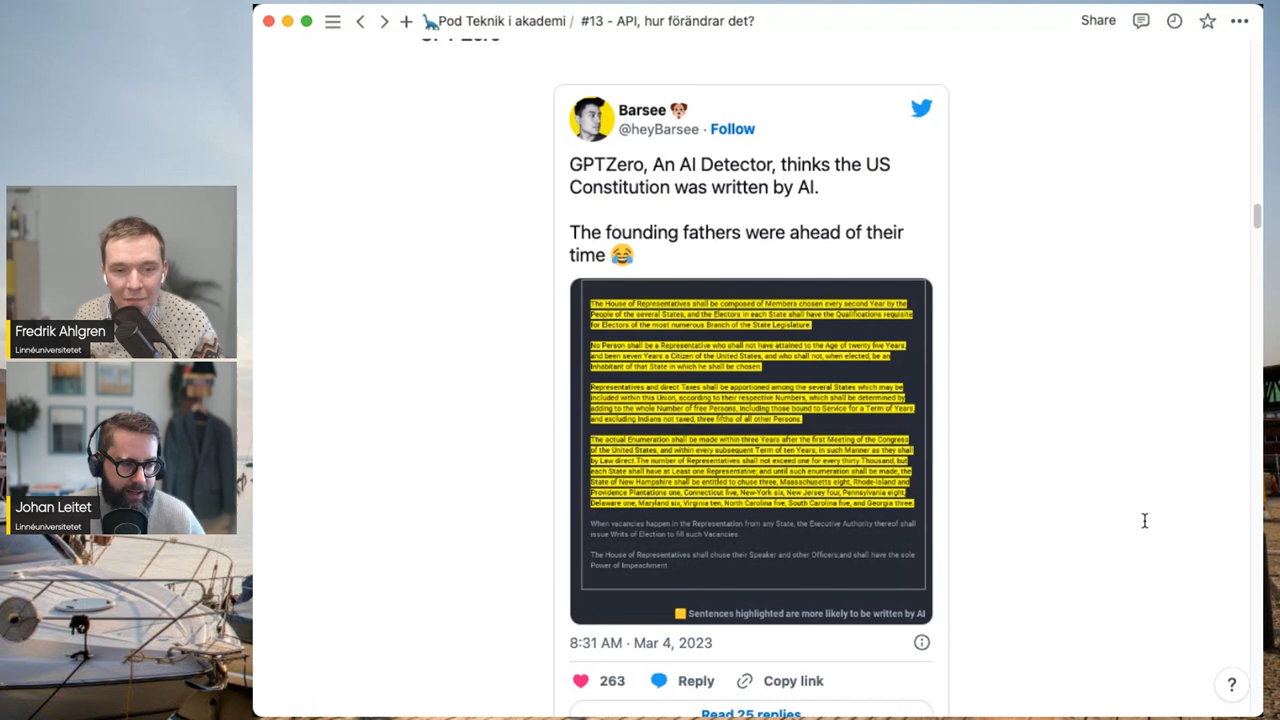 Pod Teknik i akademi / #13 - API, hur förändrar det?
Share
Barsee
@heyBarsee · Follow
GPTZero, An AI Detector, thinks the US
Constitution was written by AI.
The founding fathers were ahead of their
time
The House of Representatives shall be composed of Members chosen every second Year by the
People of the several States, and the Electors in each State shall have the Qualifications requisite
for Electors of the most numerous Branch of the State Legislature.
No Person shall be a Representative who shall not have attained to the Age of twenty five Years,
and been seven Years a Citizen of the United States, and who shall not, when elected, be an
Inhabitant of that State in which he shall be chosen.
Representatives and direct Taxes shall be apportioned among the several States which may be
included within this Union, according to their respective Numbers, which shall be determined by
adding to the whole Number of free Persons, including those bound to Service for a Term of Years
and excluding Indians not taxed, three fifths of all other Persons.
The actual Enumeration shall be made within three Years after the first Meeting of the Congress
of the United States, and within every subsequent Term of ten Years, in such Manner as they shall
by Law direct.The number of Representatives shall not exceed one for every thirty Thousand, but
each State shall have at Least one Representative; and until such enumeration shall be made, the
State of New Hampshire shall be entitled to chuse three, Massachusetts eight, Rhode-Island and
Providence Plantations one, Connecticut five, New-York six, New Jersey four, Pennsylvania eight,
Delaware one, Maryland six, Virginia ten, North Carolina five, South Carolina five, and Georgia three.
When vacancies happen in the Representation from any State, the Executive Authority thereof shall
issue Writs of Election to fill such Vacancies.
The House of Representatives shall chuse their Speaker and other Officers;and shall have the sole
Power of Impeachment.
Sentences highlighted are more likely to be written by AI
8:31 AM · Mar 4, 2023
263
Reply
Copy link
Read 25 replies
?
Fredrik Ahlgren
Linnéuniversitetet
Johan Leitet
Linnéuniversitetet